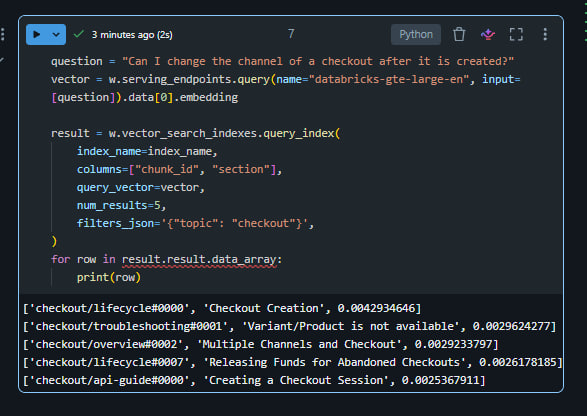 3 minutes ago (2s)
7
Python
question = "Can I change the channel of a checkout after it is created?"
vector = w.serving_endpoints.query(name="databricks-gte-large-en", input=
[question]).data[0].embedding
result = w.vector_search_indexes.query_index(
index_name=index_name,
columns=["chunk_id", "section"],
query_vector=vector,
num_results=5,
filters_json='{"topic": "checkout"}',
)
for row in result.result.data_array:
print(row)
['checkout/lifecycle#0000', 'Checkout Creation', 0.0042934646]
['checkout/troubleshooting#0001', 'Variant/Product is not available', 0.0029624277]
['checkout/overview#0002', 'Multiple Channels and Checkout', 0.0029233797]
['checkout/lifecycle#0007', 'Releasing Funds for Abandoned Checkouts', 0.0026178185]
['checkout/api-guide#0000', 'Creating a Checkout Session', 0.0025367911]